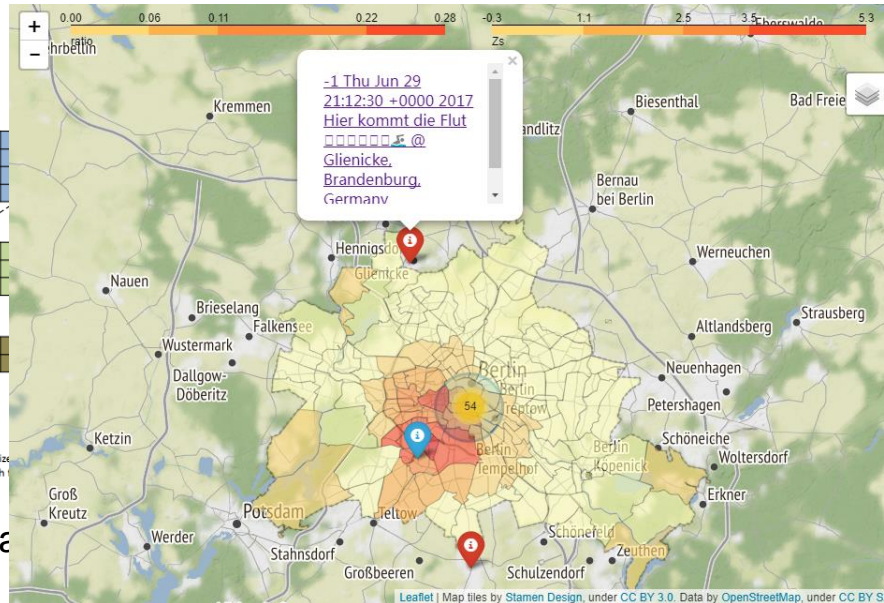 +
−
0.00 0.06 0.11 0.22 0.28
ratio
-0.3 1.1 2.5 3.5 5.3
Zs
Eberswalde
-1 Thu Jun 29
21:12:30 +0000 2017
Hier kommt die Flut
@
Glienicke,
Brandenburg,
Germany
×
Kremmen
Biesenthal
Bad Freie
andlitz
Bernau
bei Berlin
Hennigsdo
Glienicke
Werneuchen
Nauen
Brieselang
Falkensee
Wustermark
Dallgow-
Döberitz
Strausberg
Altlandsberg
Neuenhagen
Petershagen
Berlin
Berlin
Treptow
54
Ketzin
Berlin
Tempelhof
Berlin
Köpenick
Schöneiche
Woltersdorf
Erkner
Groß
Kreutz
Potsdam
Teltow
Werder
Stahnsdorf
Großbeeren
Schönefeld
Zeuthen
Schulzendorf
Leaflet | Map tiles by Stamen Design, under CC BY 3.0. Data by OpenStreetMap, under CC BY S